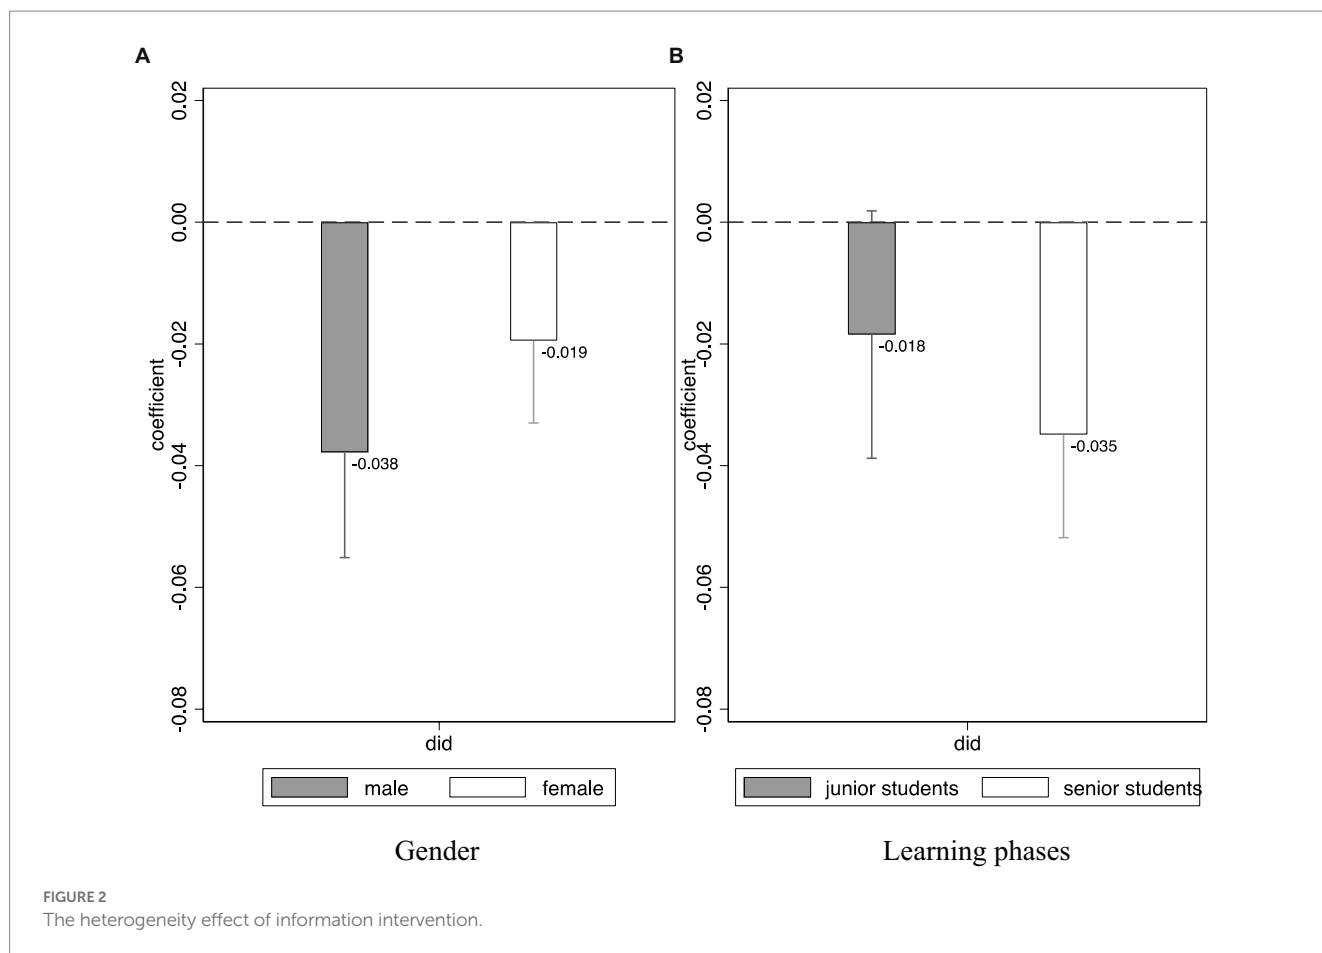 A
0.02
0.00
-0.02
-0.04
-0.06
-0.08
coefficient
-0.038
-0.019
did
male
female
Gender
B
0.02
0.00
-0.02
-0.04
-0.06
-0.08
coefficient
-0.018
-0.035
did
junior students
senior students
Learning phases
FIGURE 2
The heterogeneity effect of information intervention.